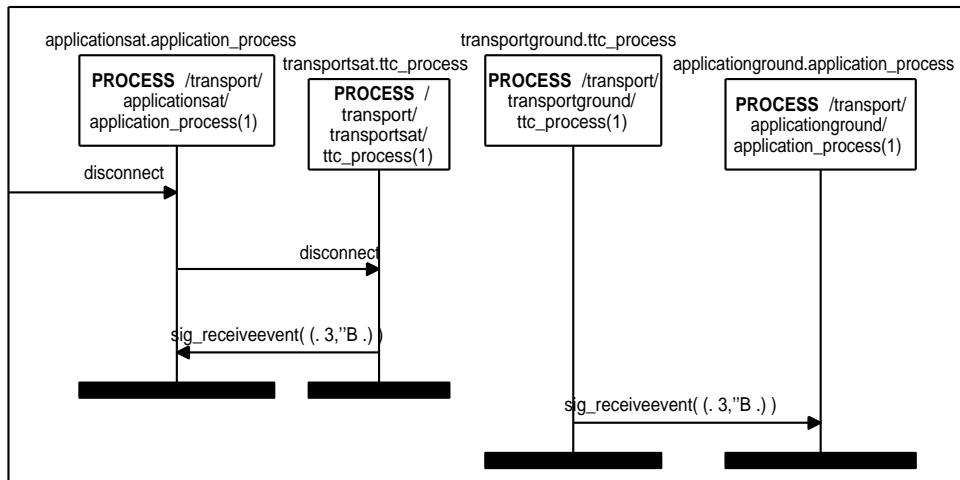 applicationsat.application_process
transportground.ttc_process
transportsat.ttc_process
applicationground.application_process
PROCESS /transport/
applicationsat/
application_process(1)
PROCESS /
transport/
transportsat/
ttc_process(1)
PROCESS /transport/
transportground/
ttc_process(1)
PROCESS /transport/
applicationground/
application_process(1)
disconnect
disconnect
sig_receiveevent( (. 3,''B .) )
sig_receiveevent( (. 3,''B .) )